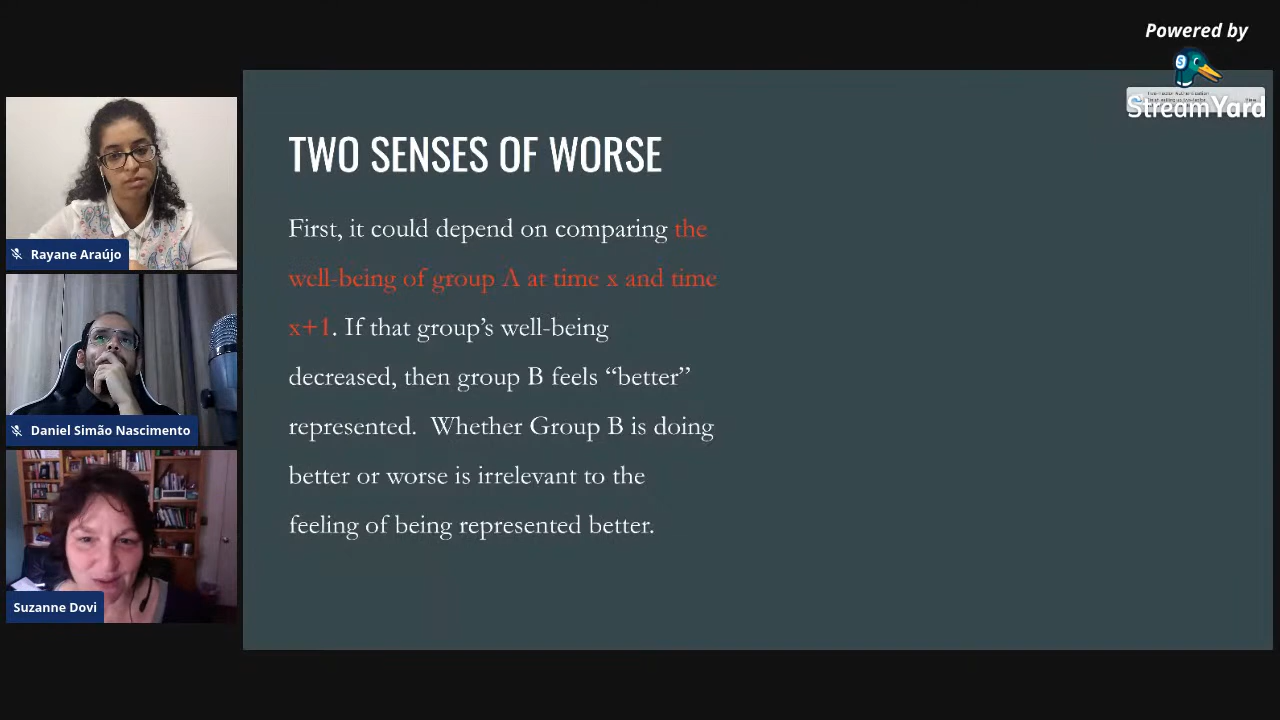 Powered by
StreamYard
TWO SENSES OF WORSE
First, it could depend on comparing the
well-being of group A at time x and time
x+1. If that group’s well-being
decreased, then group B feels “better”
represented.  Whether Group B is doing
better or worse is irrelevant to the
feeling of being represented better.
Rayane Araújo
Daniel Simão Nascimento
Suzanne Dovi